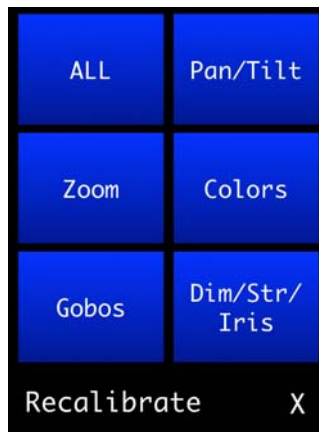 ALL
Pan/Tilt
Zoom
Colors
Gobos
Dim/Str/
Iris
Recalibrate X